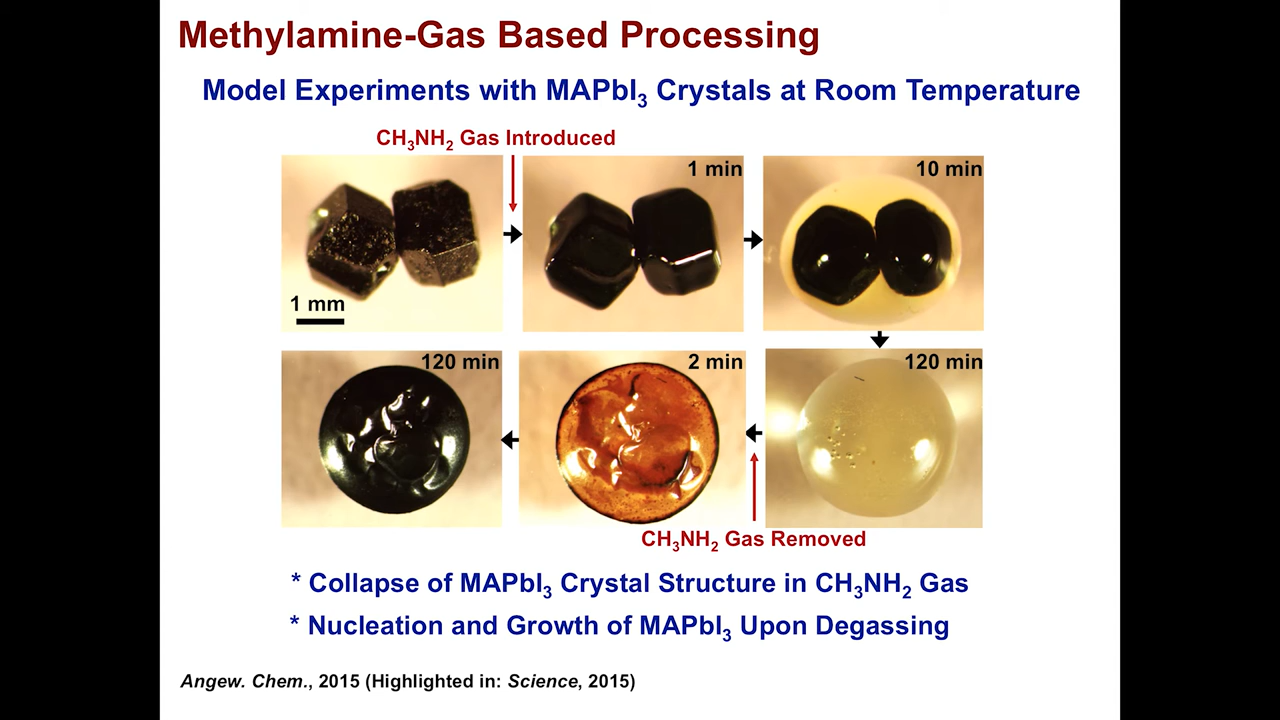 Methylamine-Gas Based Processing
Model Experiments with MAPbI₃ Crystals at Room Temperature
CH₃NH₂ Gas Introduced
1 min
10 min
1 mm
120 min
2 min
120 min
CH₃NH₂ Gas Removed
* Collapse of MAPbI₃ Crystal Structure in CH₃NH₂ Gas
* Nucleation and Growth of MAPbI₃ Upon Degassing
Angew. Chem., 2015 (Highlighted in: Science, 2015)